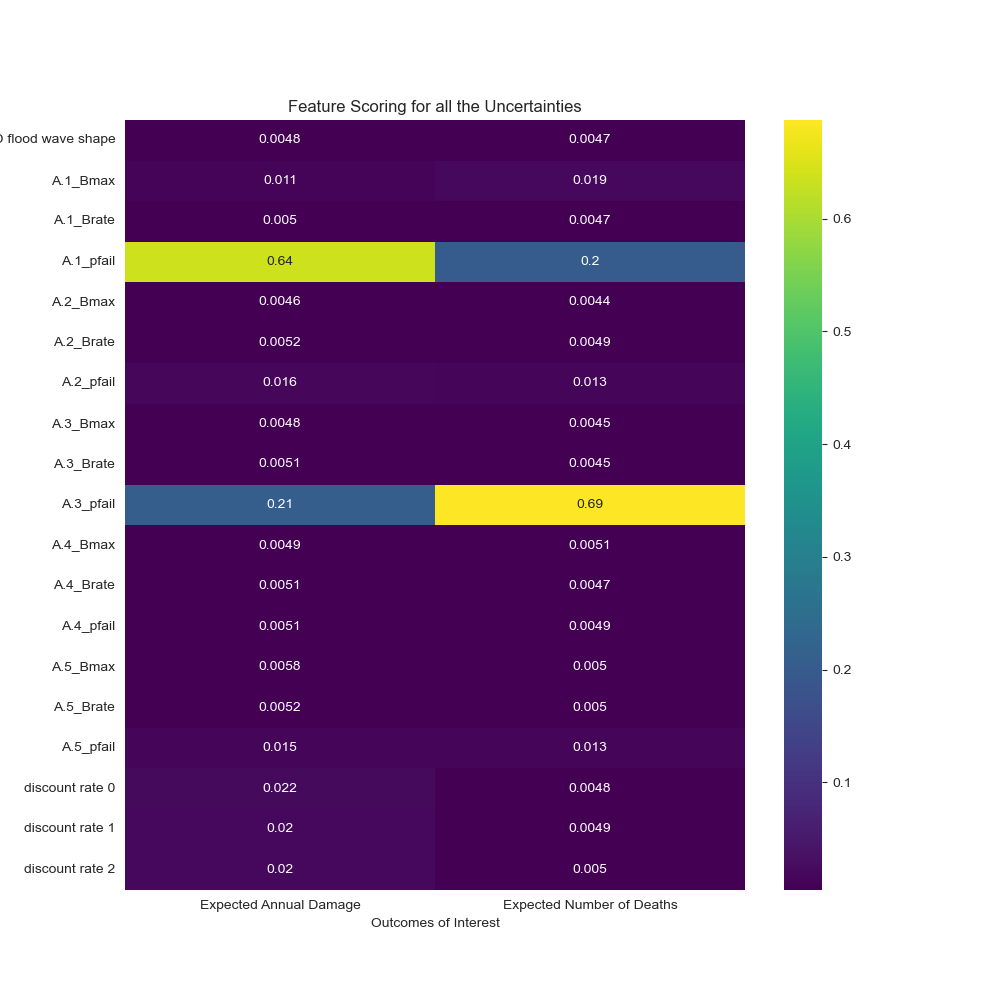 Feature Scoring for all the Uncertainties
flood wave shape 0.0048 0.0047
A.1_Bmax 0.011 0.019
A.1_Brate 0.005 0.0047
A.1_pfail 0.64 0.2
A.2_Bmax 0.0046 0.0044
A.2_Brate 0.0052 0.0049
A.2_pfail 0.016 0.013
A.3_Bmax 0.0048 0.0045
A.3_Brate 0.0051 0.0045
A.3_pfail 0.21 0.69
A.4_Bmax 0.0049 0.0051
A.4_Brate 0.0051 0.0047
A.4_pfail 0.0051 0.0049
A.5_Bmax 0.0058 0.005
A.5_Brate 0.0052 0.005
A.5_pfail 0.015 0.013
discount rate 0 0.022 0.0048
discount rate 1 0.02 0.0049
discount rate 2 0.02 0.005
Expected Annual Damage Expected Number of Deaths
Outcomes of Interest
0.6
0.5
0.4
0.3
0.2
0.1